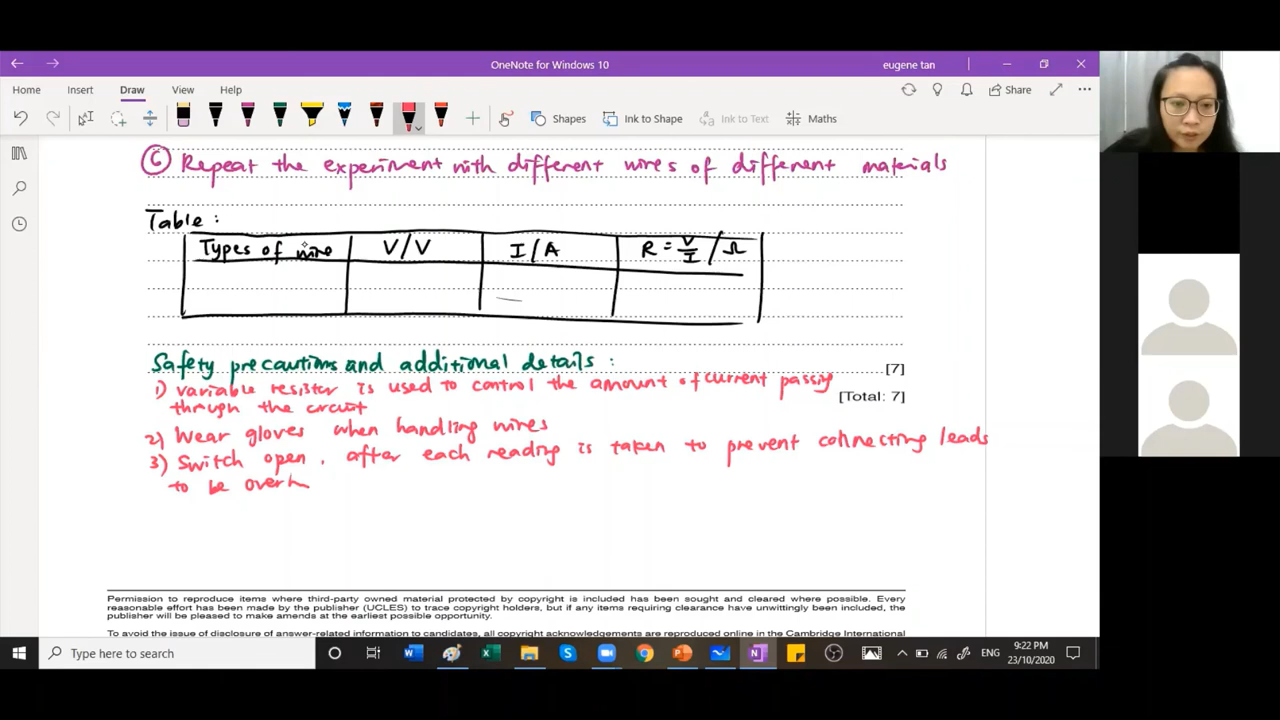 OneNote for Windows 10
eugene tan
Home Insert Draw View Help
Share
Shapes
Ink to Shape
Ink to Text
Maths
6 Repeat the experiment with different wires of different materials
Table :
Types of wire V/V I/A R = V/I / Ω
Safety precautions and additional details :
[7]
1) variable resister is used to control the amount of current passing
[Total: 7]
through the circuit
2) Wear gloves when handling wires
3) Switch open, after each reading is taken to prevent connecting leads
to be overh
Permission to reproduce items where third-party owned material protected by copyright is included has been sought and cleared where possible. Every
reasonable effort has been made by the publisher (UCLES) to trace copyright holders, but if any items requiring clearance have unwittingly been included, the
publisher will be pleased to make amends at the earliest possible opportunity.
To avoid the issue of disclosure of answer-related information to candidates, all copyright acknowledgements are reproduced online in the Cambridge International
Type here to search
ENG
9:22 PM
23/10/2020